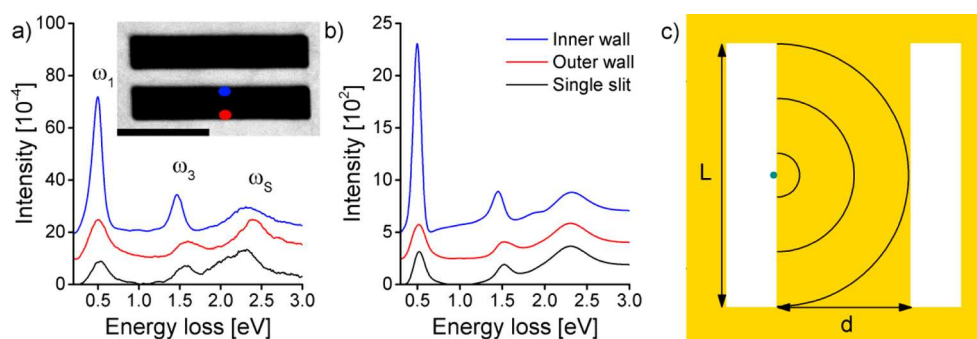 a)
100
80
60
40
20
0
Intensity [10⁻⁴]
ω₁
ω₃
ωₛ
0.5 1.0 1.5 2.0 2.5 3.0
Energy loss [eV]
b)
25
20
15
10
5
0
Intensity [10²]
Inner wall
Outer wall
Single slit
0.5 1.0 1.5 2.0 2.5 3.0
Energy loss [eV]
c)
L
d